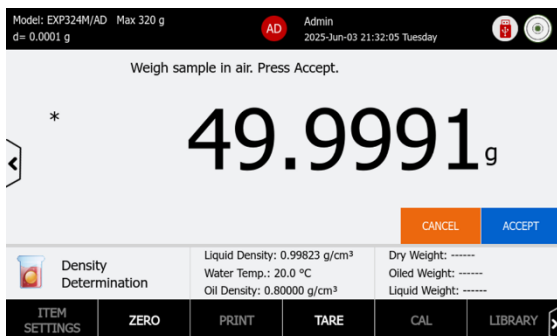 Model: EXP324M/AD Max 320 g
d= 0.0001 g
AD
Admin
2025-Jun-03 21:32:05 Tuesday
Weigh sample in air. Press Accept.
*
49.9991 g
CANCEL
ACCEPT
Density
Determination
Liquid Density: 0.99823 g/cm³
Water Temp.: 20.0 °C
Oil Density: 0.80000 g/cm³
Dry Weight: ------
Oiled Weight: ------
Liquid Weight: ------
ITEM
SETTINGS
ZERO
PRINT
TARE
CAL
LIBRARY